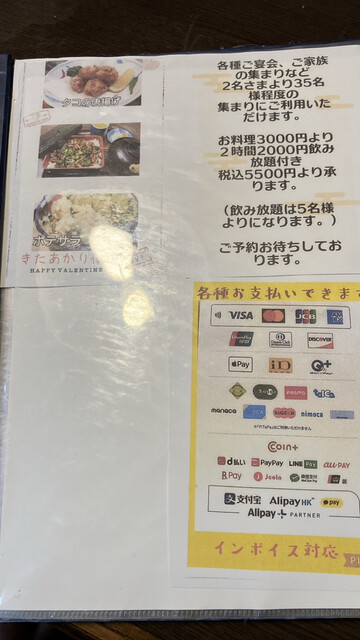 ポテサラ
きたあかり
HAPPY VALENTINE
各種ご宴会、ご家族
の集まりなど
2名さまより35名
様程度の
集まりにご利用いた
だけます。
お料理3000円より
2時間2000円飲み
放題付き
税込5500円より承
ります。
（飲み放題は5名様
よりになります。）
ご予約お待ちしてお
ります。
各種お支払いできます
VISA
JCB
DISCOVER
Apple Pay
iD
manaca
SUGOCA
nimoca
COIN+
d払い PayPay LINE Pay au PAY
R Pay J-Coin
支付宝 Alipay HK
Alipay+ PARTNER
インボイス対応